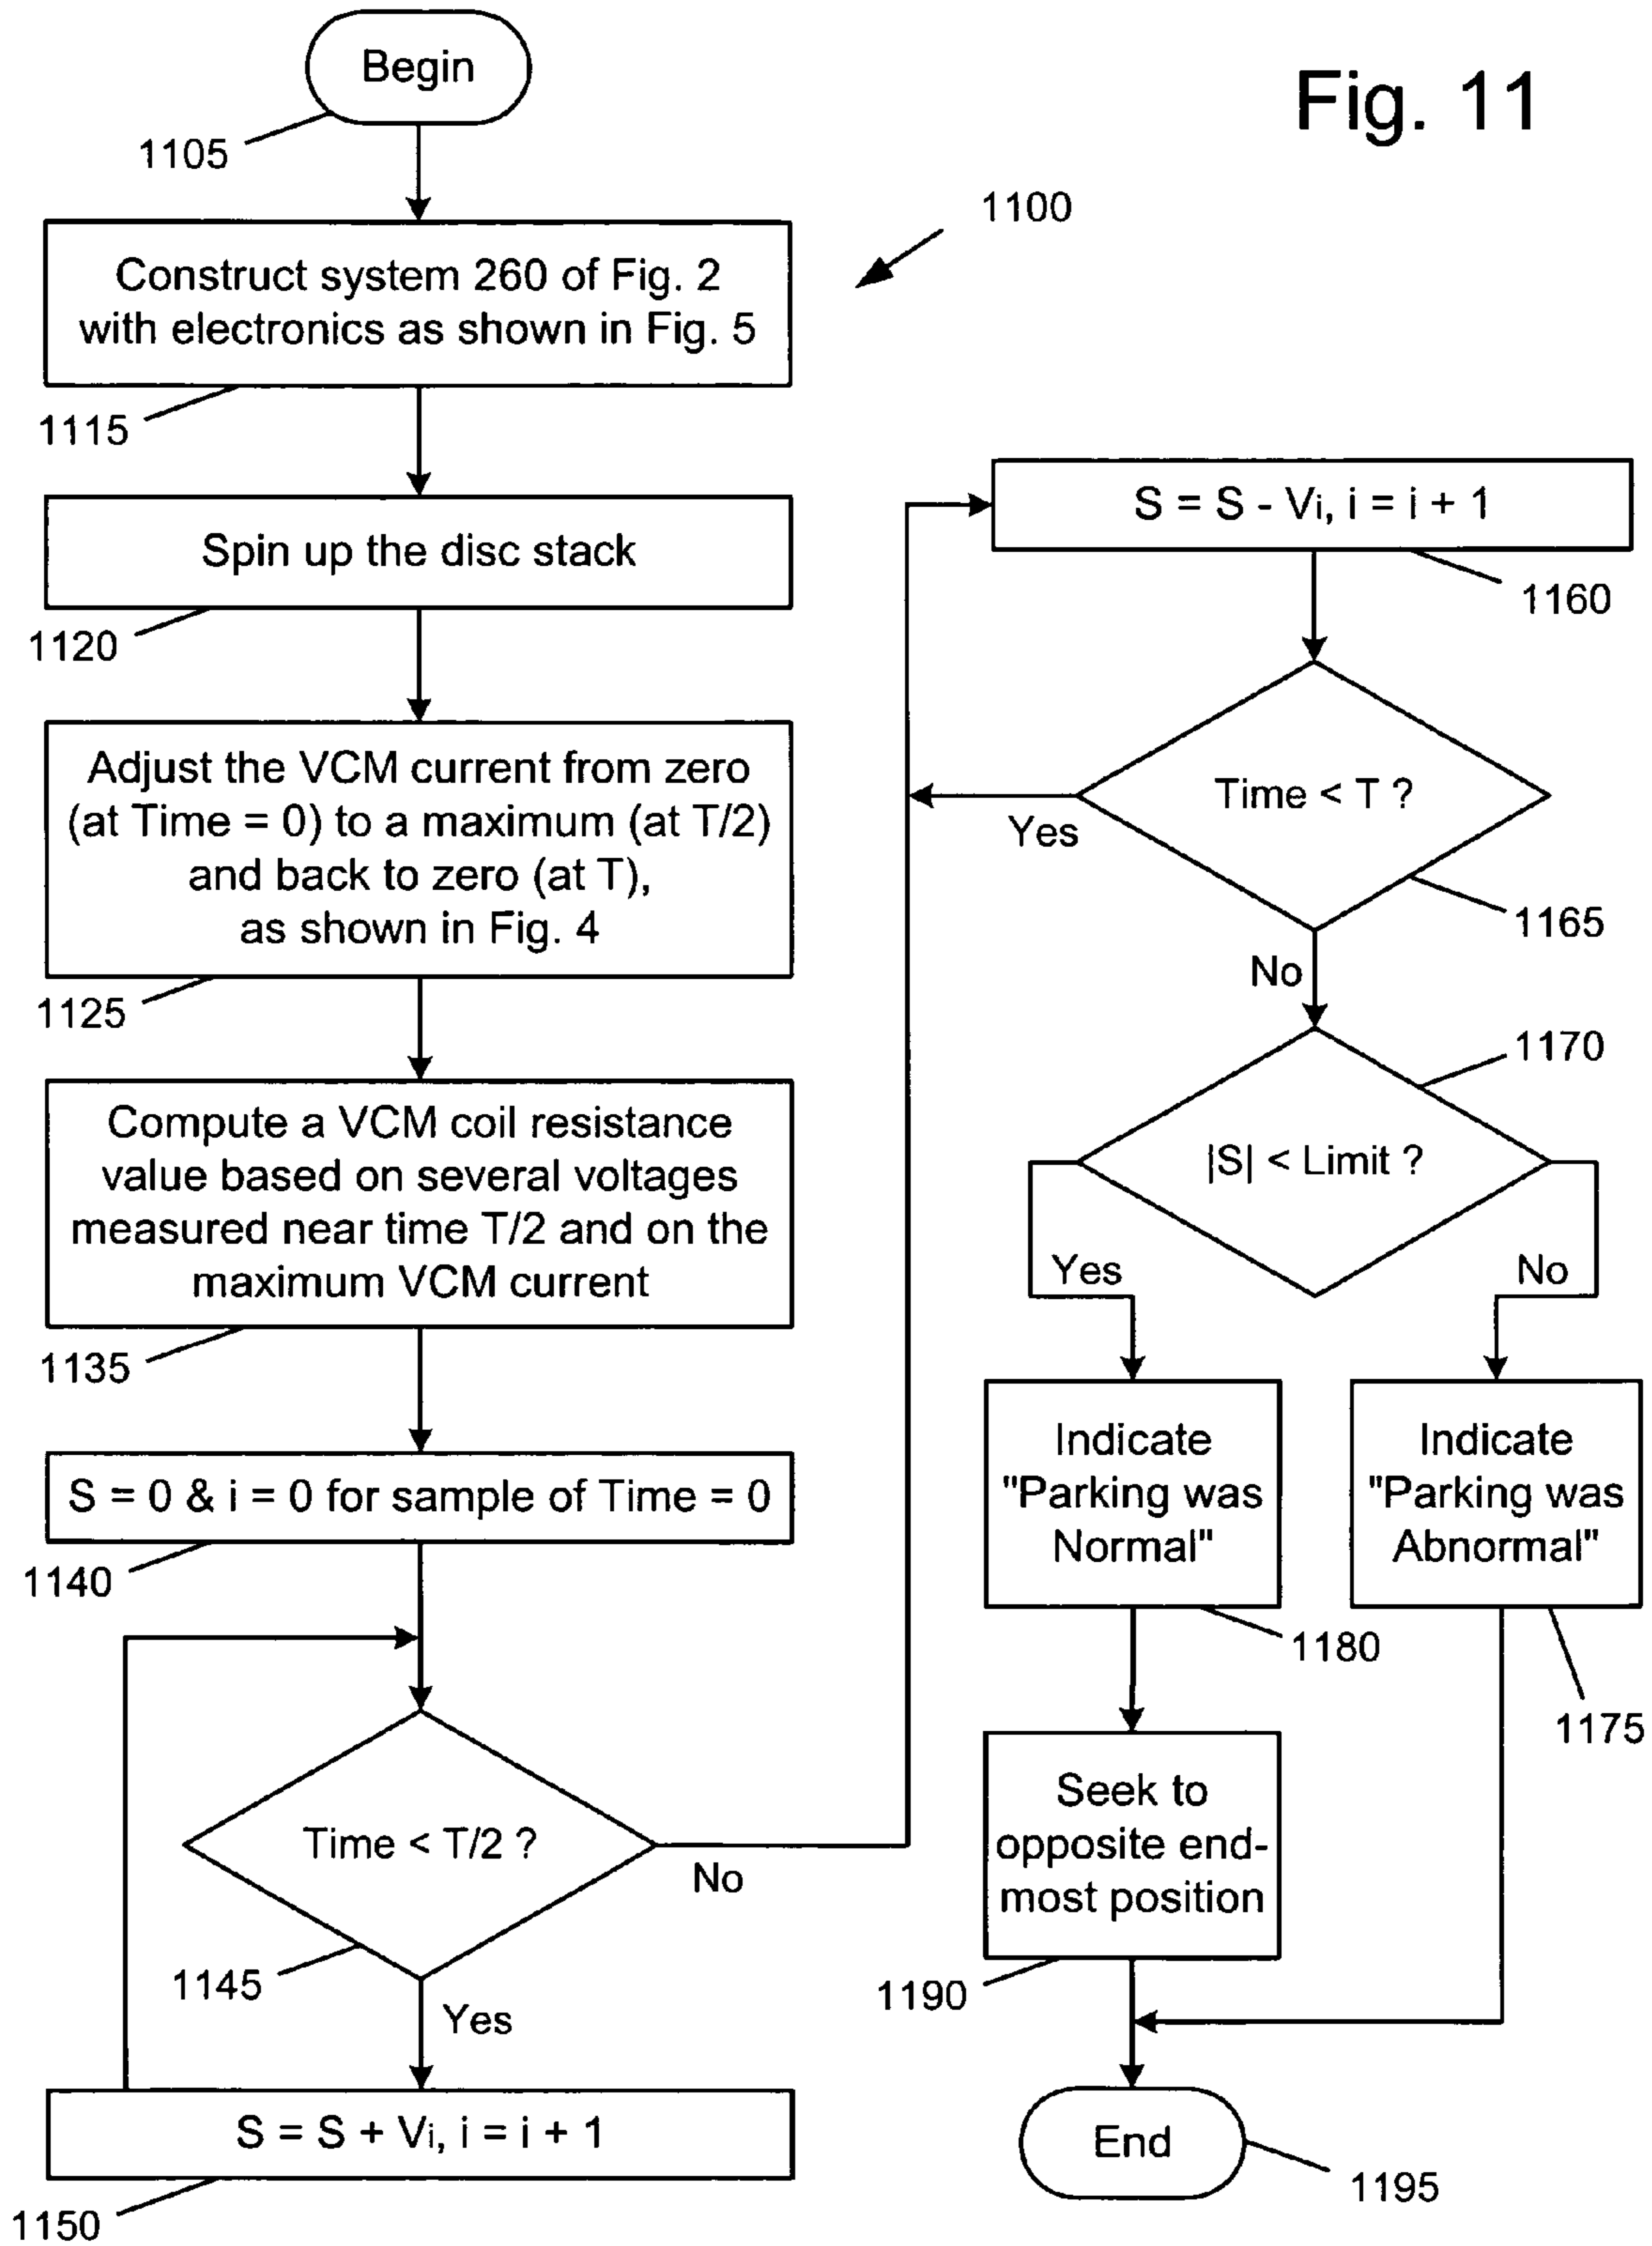 Fig. 11
1100
Begin
1105
Construct system 260 of Fig. 2
with electronics as shown in Fig. 5
1115
Spin up the disc stack
1120
Adjust the VCM current from zero
(at Time = 0) to a maximum (at T/2)
and back to zero (at T),
as shown in Fig. 4
1125
Compute a VCM coil resistance
value based on several voltages
measured near time T/2 and on the
maximum VCM current
1135
S = 0 & i = 0 for sample of Time = 0
1140
Time < T/2 ?
No
1145
Yes
S = S + Vi, i = i + 1
1150
S = S - Vi, i = i + 1
1160
Time < T ?
Yes
1165
No
1170
|S| < Limit ?
Yes
No
Indicate
"Parking was
Normal"
1180
Indicate
"Parking was
Abnormal"
1175
Seek to
opposite end-
most position
1190
End
1195